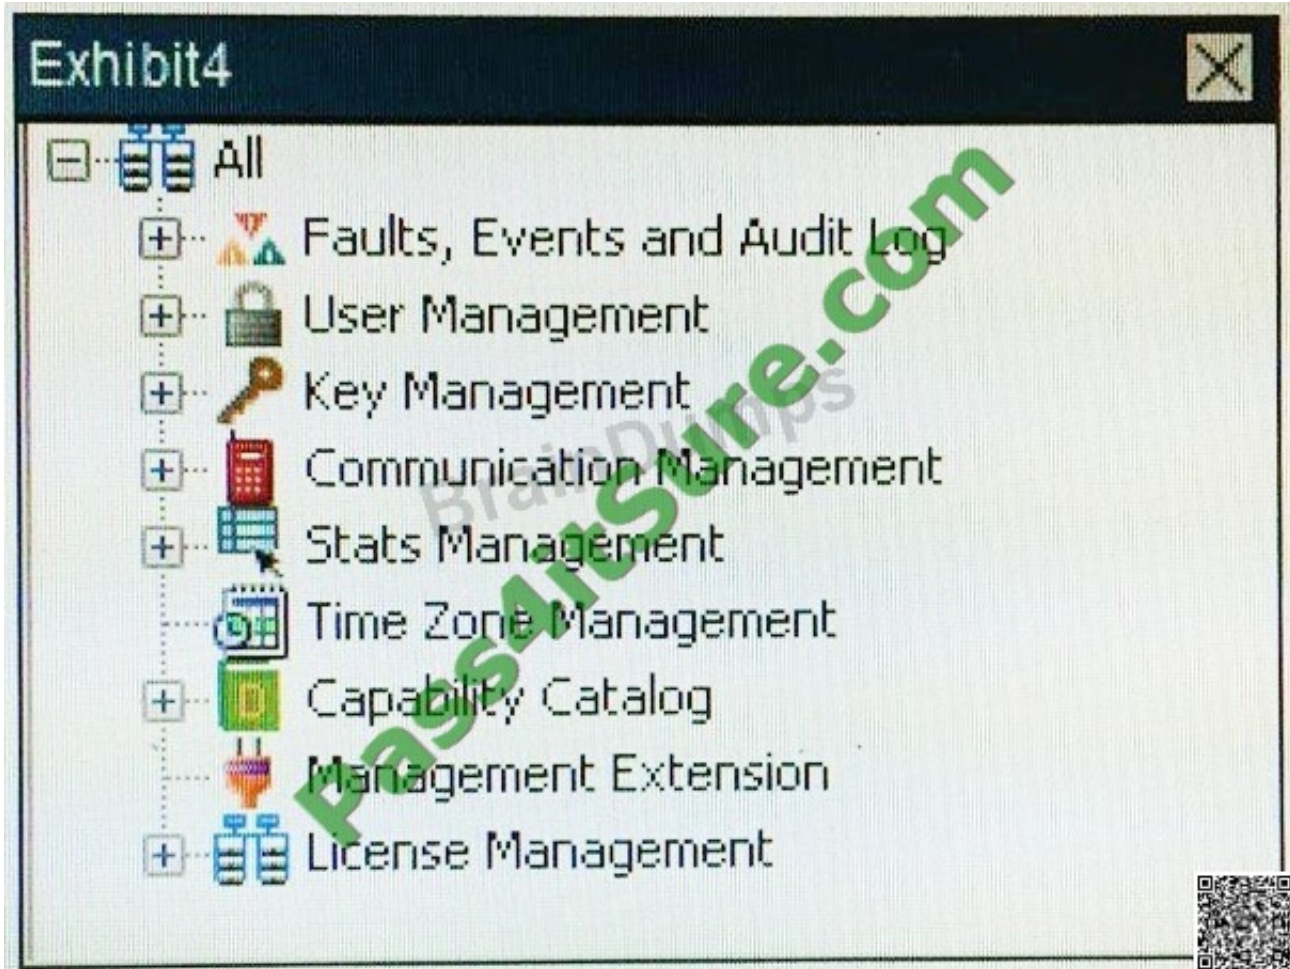 Exhibit4
All
Faults, Events and Audit Log
User Management
Key Management
Communication Management
Stats Management
Time Zone Management
Capability Catalog
Management Extension
License Management
BrainDumps
Pass4itSure.com